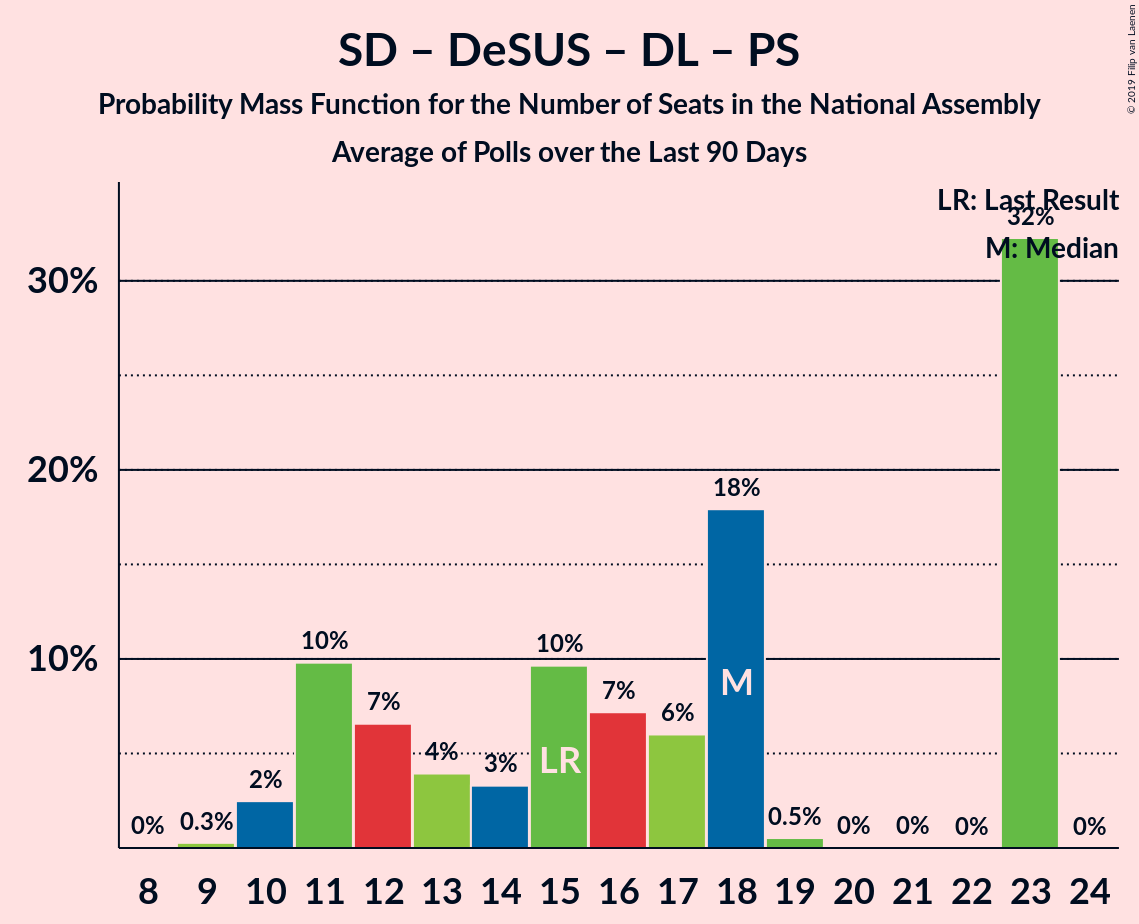 SD – DeSUS – DL – PS
Probability Mass Function for the Number of Seats in the National Assembly
Average of Polls over the Last 90 Days
© 2019 Filip van Laenen
LR: Last Result
M: Median
30%
20%
10%
0%
0.3%
2%
10%
7%
4%
3%
10%
7%
6%
18%
0.5%
0%
0%
0%
32%
0%
LR
M
8 9 10 11 12 13 14 15 16 17 18 19 20 21 22 23 24